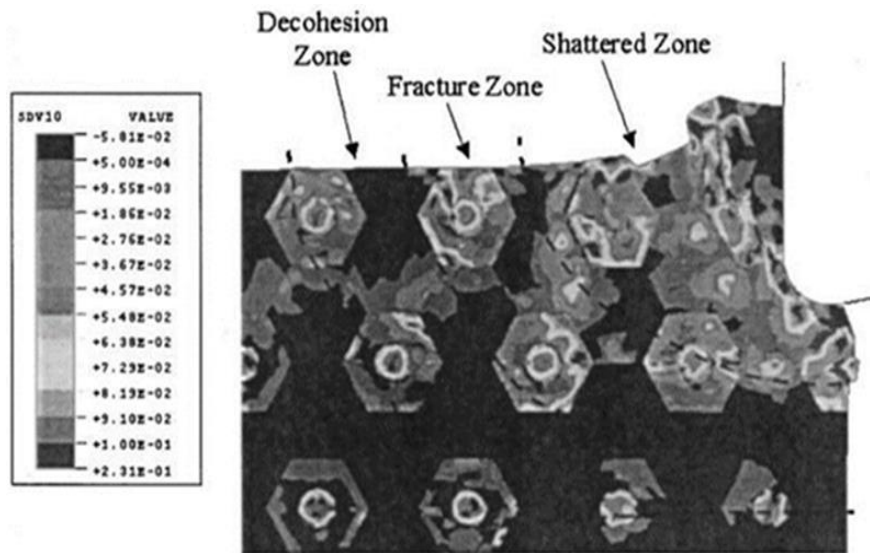 Decohesion
Zone
Fracture Zone
Shattered Zone
SDV10 VALUE
-5.81E-02
+5.00E-04
+9.55E-03
+1.86E-02
+2.76E-02
+3.67E-02
+4.57E-02
+5.48E-02
+6.38E-02
+7.29E-02
+8.19E-02
+9.10E-02
+1.00E-01
+2.31E-01